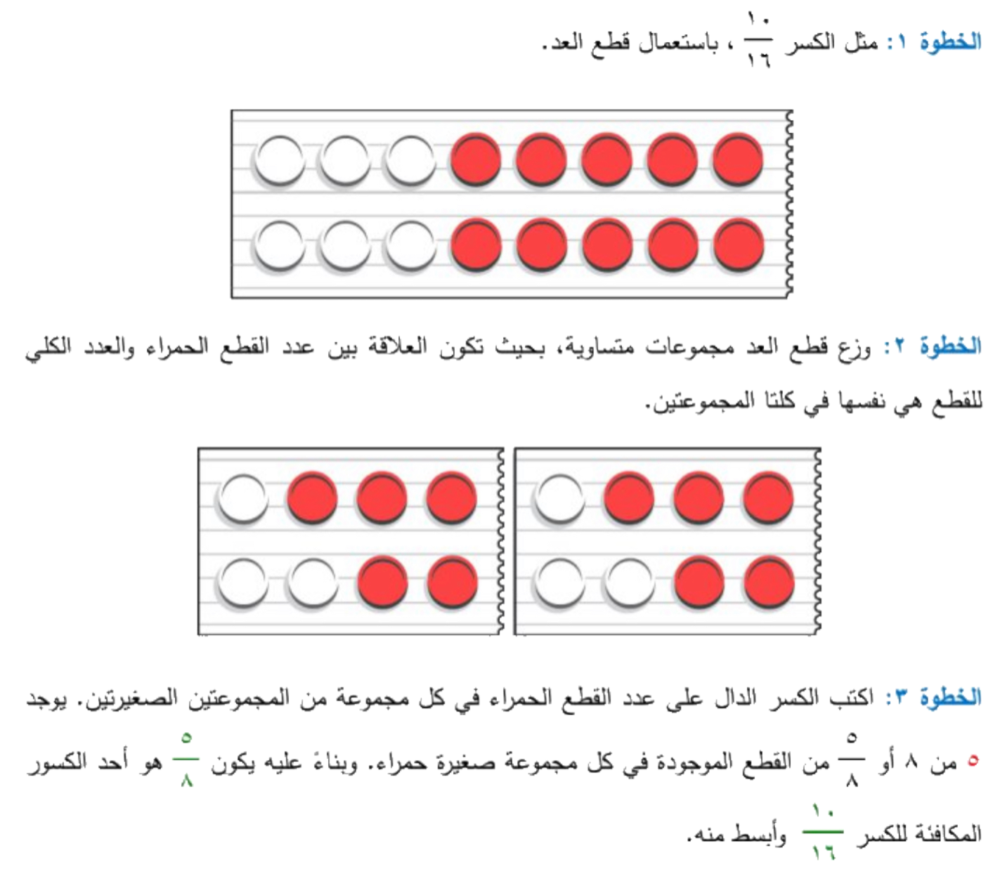 الخطوة ١: مثل الكسر ١٠/١٦ ، باستعمال قطع العد.
الخطوة ٢: وزع قطع العد مجموعات متساوية، بحيث تكون العلاقة بين عدد القطع الحمراء والعدد الكلي
للقطع هي نفسها في كلتا المجموعتين.
الخطوة ٣: اكتب الكسر الدال على عدد القطع الحمراء في كل مجموعة من المجموعتين الصغيرتين. يوجد
٥ من ٨ أو ٥/٨ من القطع الموجودة في كل مجموعة صغيرة حمراء. وبناءً عليه يكون ٥/٨ هو أحد الكسور
المكافئة للكسر ١٠/١٦ وأبسط منه.